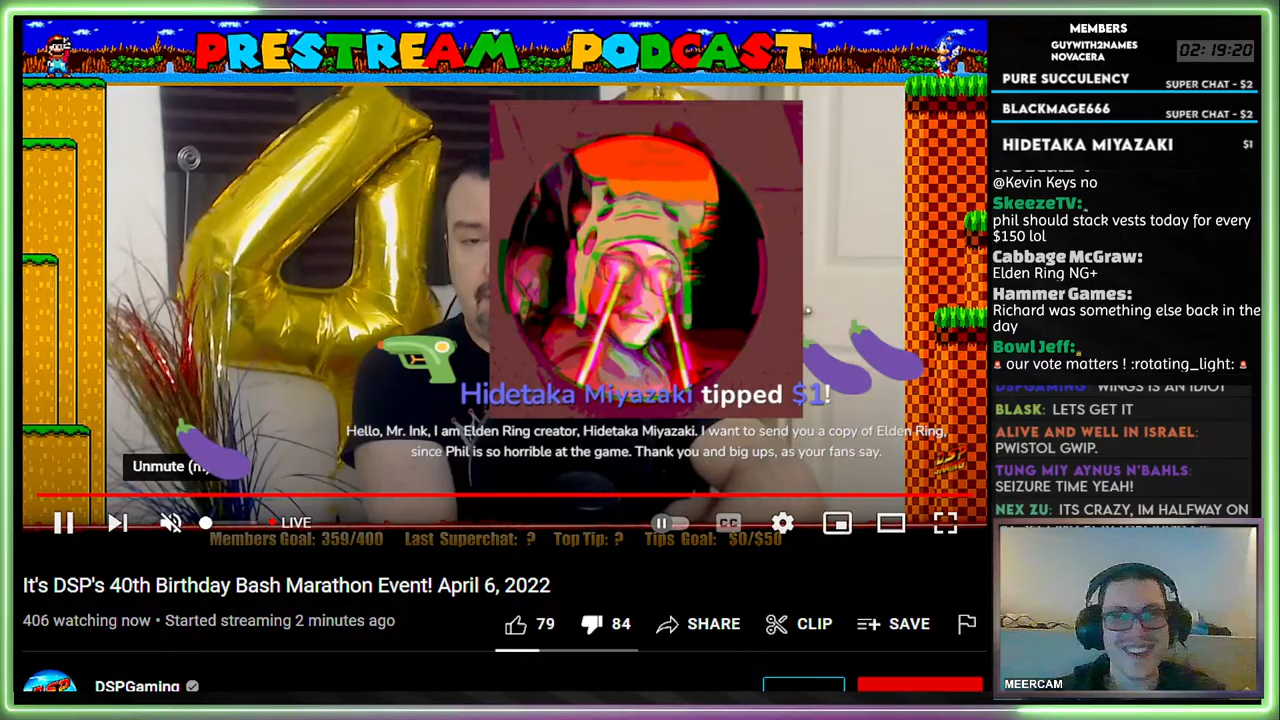 PRESTREAM PODCAST
Hidetaka Miyazaki tipped $1!
Hello, Mr. Ink, I am Elden Ring creator, Hidetaka Miyazaki. I want to send you a copy of Elden Ring,
since Phil is so horrible at the game. Thank you and big ups, as your fans say.
Unmute (m)
LIVE
CC
Members Goal: 359/400 Last Superchat: ? Top Tip: ? Tips Goal: $0/$50
It's DSP's 40th Birthday Bash Marathon Event! April 6, 2022
406 watching now • Started streaming 2 minutes ago
79
84
SHARE
CLIP
SAVE
DSPGaming
MEMBERS
GUYWITH2NAMES
NOVACERA
02:19:20
PURE SUCCULENCY SUPER CHAT - $2
BLACKMAGE666 SUPER CHAT - $2
HIDETAKA MIYAZAKI $1
@Kevin Keys no
SkeezeTV:
phil should stack vests today for every
$150 lol
Cabbage McGraw:
Elden Ring NG+
Hammer Games:
Richard was something else back in the
day
Bowl Jeff:
our vote matters ! :rotating_light:
DSPGAMING: WINGS IS AN IDIOT
BLASK: LETS GET IT
ALIVE AND WELL IN ISRAEL:
PWISTOL GWIP.
TUNG MIY AYNUS N'BAHLS:
SEIZURE TIME YEAH!
NEX ZU: ITS CRAZY, IM HALFWAY ON
MEERCAM